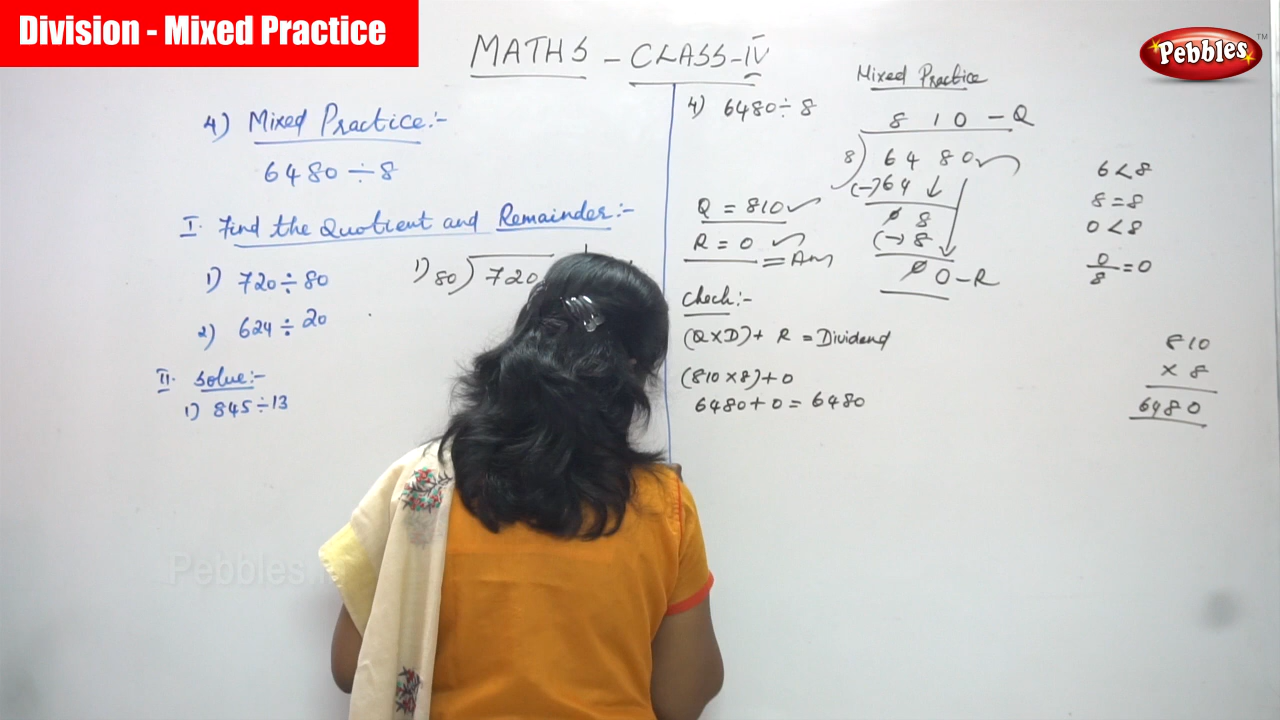 Division - Mixed Practice
Pebbles TM
MATHS - CLASS-IV
4) Mixed Practice:-
6480 ÷ 8
I. Find the Quotient and Remainder:-
1) 720 ÷ 80
2) 624 ÷ 20
II. Solve:-
1) 845 ÷ 13
1) 80) 720
Mixed Practice
4) 6480 ÷ 8
8 1 0 - Q
8) 6 4 8 0
(-) 64
0 8
(-) 8
0 0 - R
Q = 810
R = 0
= Ans
6 < 8
8 = 8
0 < 8
0/8 = 0
Check:-
(Q X D) + R = Dividend
(810 X 8) + 0
6480 + 0 = 6480
810
X 8
6480
Pebbles